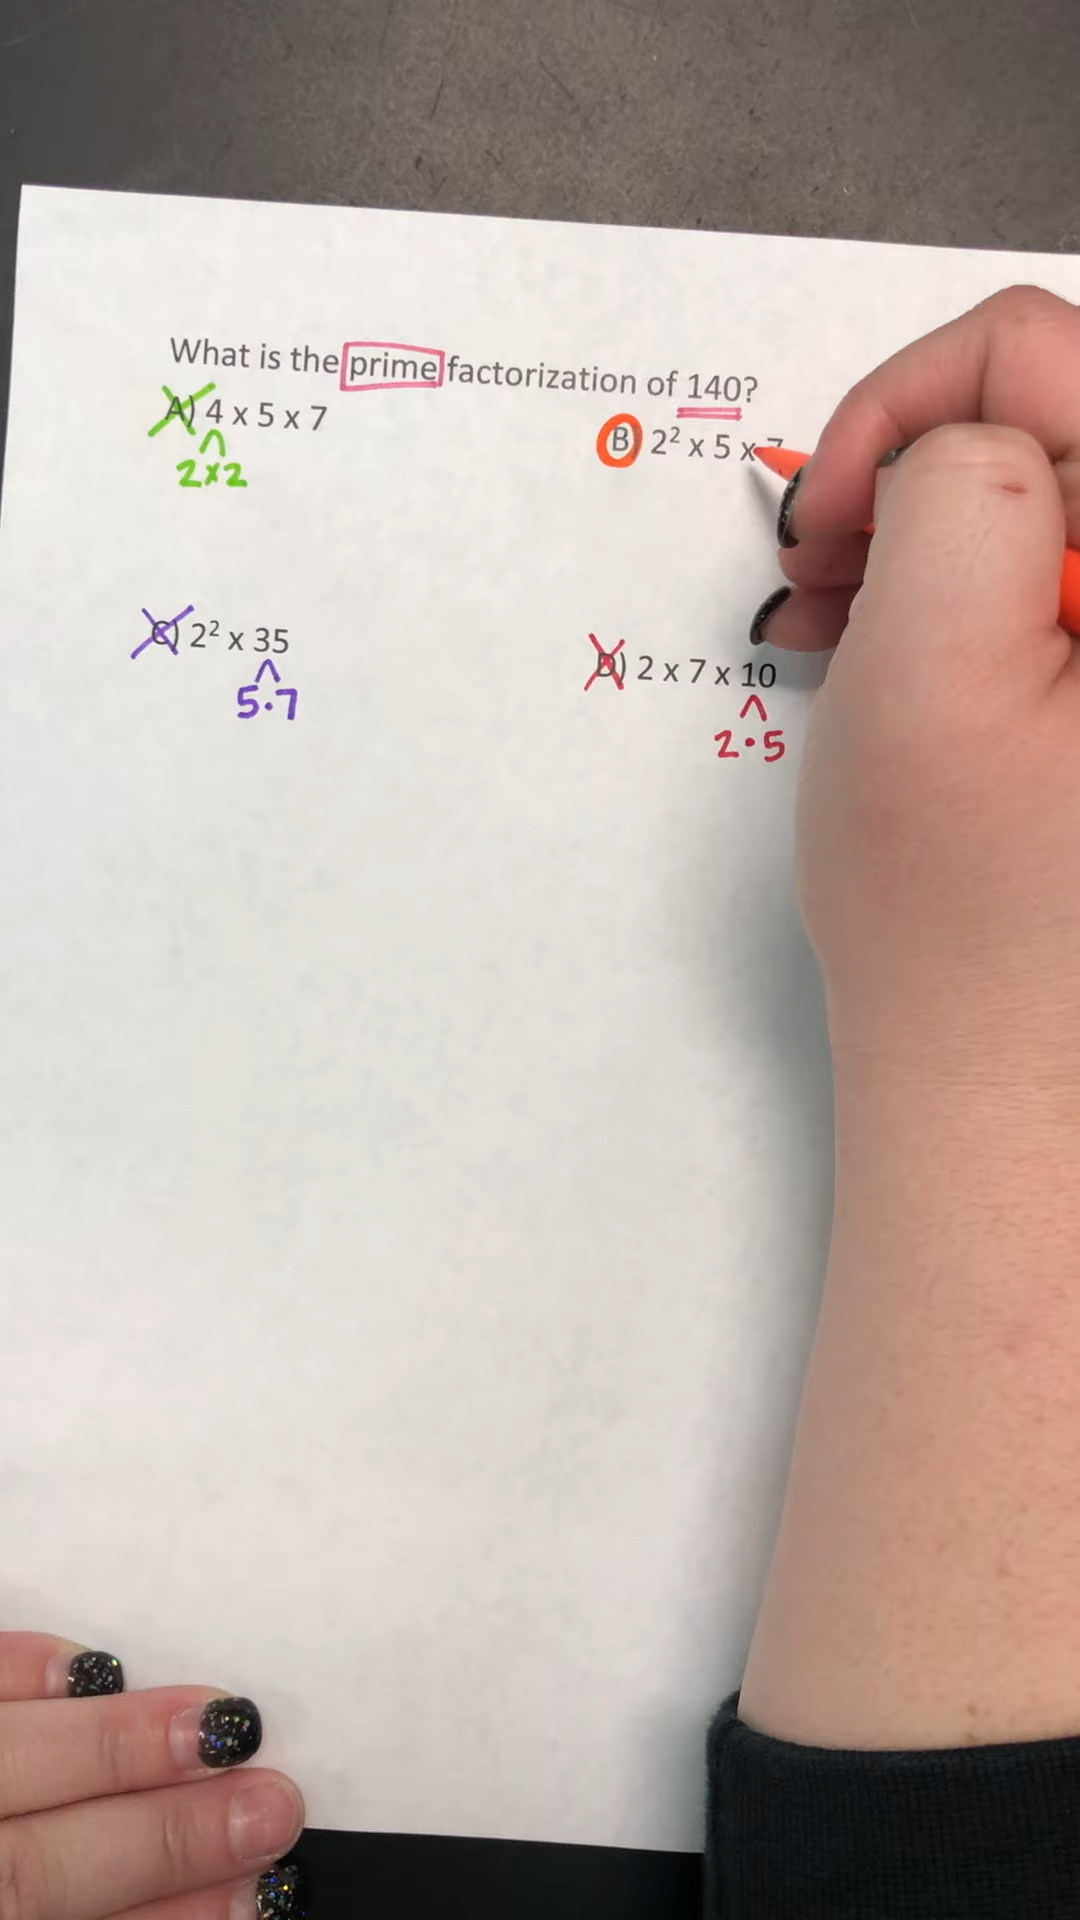 What is the prime factorization of 140?
A) 4 x 5 x 7
2x2
B) 2² x 5 x 7
C) 2² x 35
5·7
D) 2 x 7 x 10
2·5